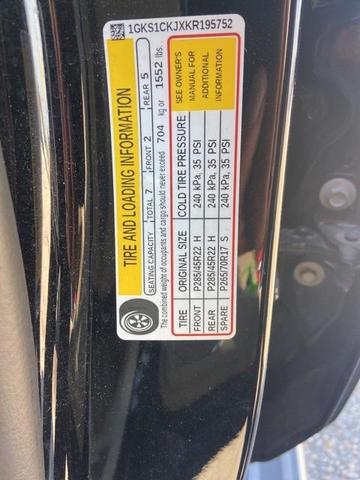 1GKS1CKJXKR195752
TIRE AND LOADING INFORMATION
SEATING CAPACITY TOTAL 7 FRONT 2 REAR 5
The combined weight of occupants and cargo should never exceed 704 kg or 1552 lbs.
TIRE ORIGINAL SIZE COLD TIRE PRESSURE
FRONT P285/45R22 H 240 kPa, 35 PSI
REAR P285/45R22 H 240 kPa, 35 PSI
SPARE P265/70R17 S 240 kPa, 35 PSI
SEE OWNER'S
MANUAL FOR
ADDITIONAL
INFORMATION